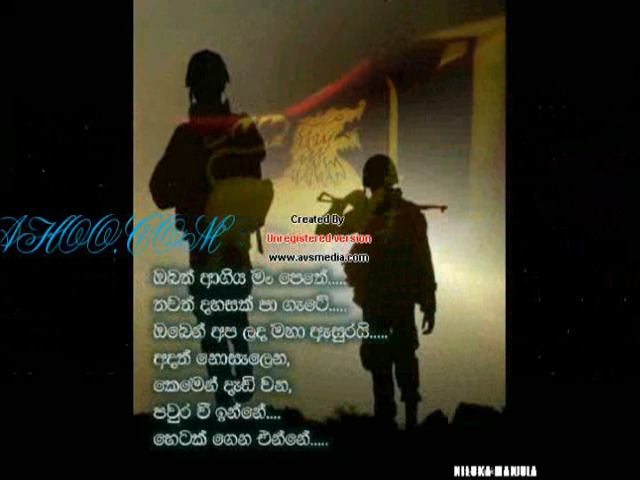 AHOO.COM
Created By
Unregistered version
www.avsmedia.com
ඔබත් ආගිය මං පෙතේ.....
තවත් දහසක් පා ගැටේ.....
ඔබෙන් අප ලද මහා ඇසුරයි.....
අදත් නොසැලෙන,
කෙමෙන් දැඩි වන,
පවුර වී ඉන්නේ....
හෙටක් ගෙන එන්නේ.....
NILUKA MANJULA